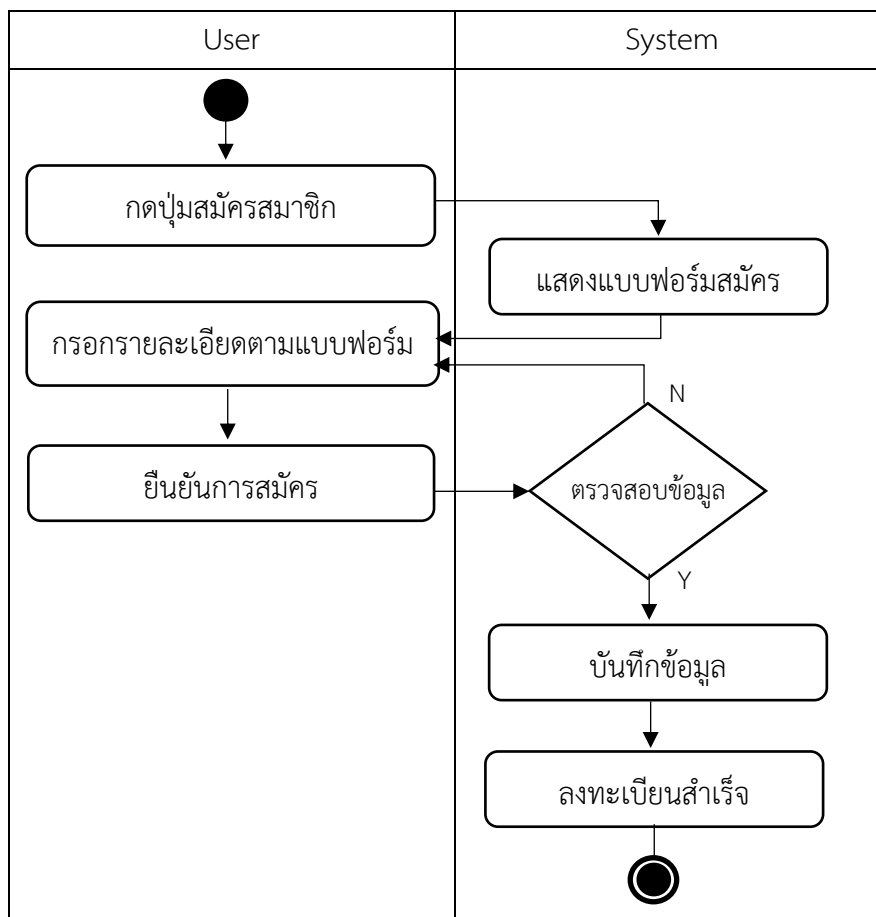 User
System
กดปุ่มสมัครสมาชิก
แสดงแบบฟอร์มสมัคร
กรอกรายละเอียดตามแบบฟอร์ม
N
ยืนยันการสมัคร
ตรวจสอบข้อมูล
Y
บันทึกข้อมูล
ลงทะเบียนสำเร็จ